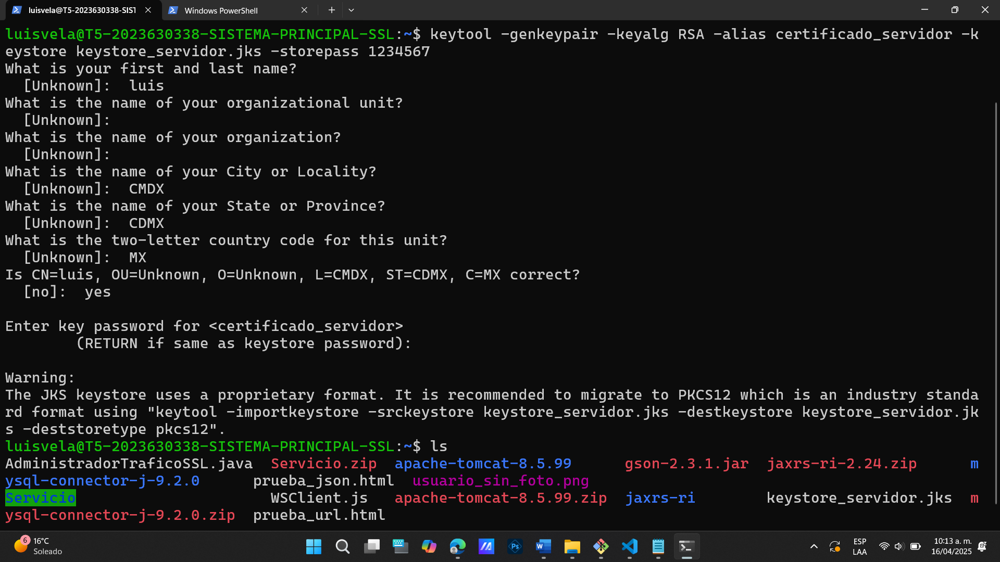 luisvela@T5-2023630338-SIST
Windows PowerShell
luisvela@T5-2023630338-SISTEMA-PRINCIPAL-SSL:~$ keytool -genkeypair -keyalg RSA -alias certificado_servidor -k
eystore keystore_servidor.jks -storepass 1234567
What is your first and last name?
  [Unknown]:  luis
What is the name of your organizational unit?
  [Unknown]:
What is the name of your organization?
  [Unknown]:
What is the name of your City or Locality?
  [Unknown]:  CMDX
What is the name of your State or Province?
  [Unknown]:  CDMX
What is the two-letter country code for this unit?
  [Unknown]:  MX
Is CN=luis, OU=Unknown, O=Unknown, L=CMDX, ST=CDMX, C=MX correct?
  [no]:  yes
Enter key password for <certificado_servidor>
        (RETURN if same as keystore password):
Warning:
The JKS keystore uses a proprietary format. It is recommended to migrate to PKCS12 which is an industry standa
rd format using "keytool -importkeystore -srckeystore keystore_servidor.jks -destkeystore keystore_servidor.jk
s -deststoretype pkcs12".
luisvela@T5-2023630338-SISTEMA-PRINCIPAL-SSL:~$ ls
AdministradorTraficoSSL.java  Servicio.zip  apache-tomcat-8.5.99      gson-2.3.1.jar  jaxrs-ri-2.24.zip      m
ysql-connector-j-9.2.0      prueba_json.html  usuario_sin_foto.png
Servicio                      WSClient.js   apache-tomcat-8.5.99.zip  jaxrs-ri        keystore_servidor.jks  m
ysql-connector-j-9.2.0.zip  prueba_url.html
6
16°C
Soleado
Ps
W
ESP
LAA
10:13 a. m.
16/04/2025